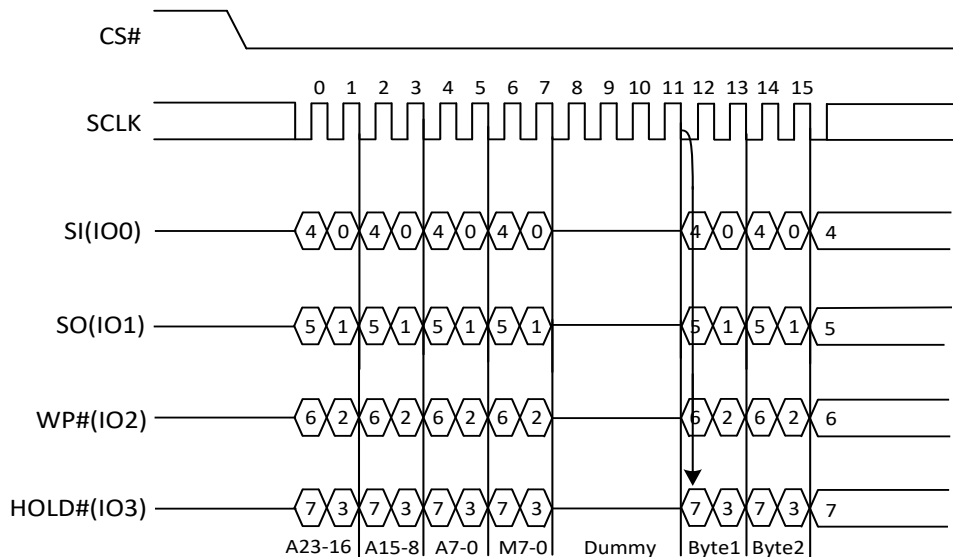 CS#
0 1 2 3 4 5 6 7 8 9 10 11 12 13 14 15
SCLK
SI(IO0) 4 0 4 0 4 0 4 0 4 0 4 0 4
SO(IO1) 5 1 5 1 5 1 5 1 5 1 5 1 5
WP#(IO2) 6 2 6 2 6 2 6 2 6 2 6 2 6
HOLD#(IO3) 7 3 7 3 7 3 7 3 7 3 7 3 7
A23-16 A15-8 A7-0 M7-0 Dummy Byte1 Byte2